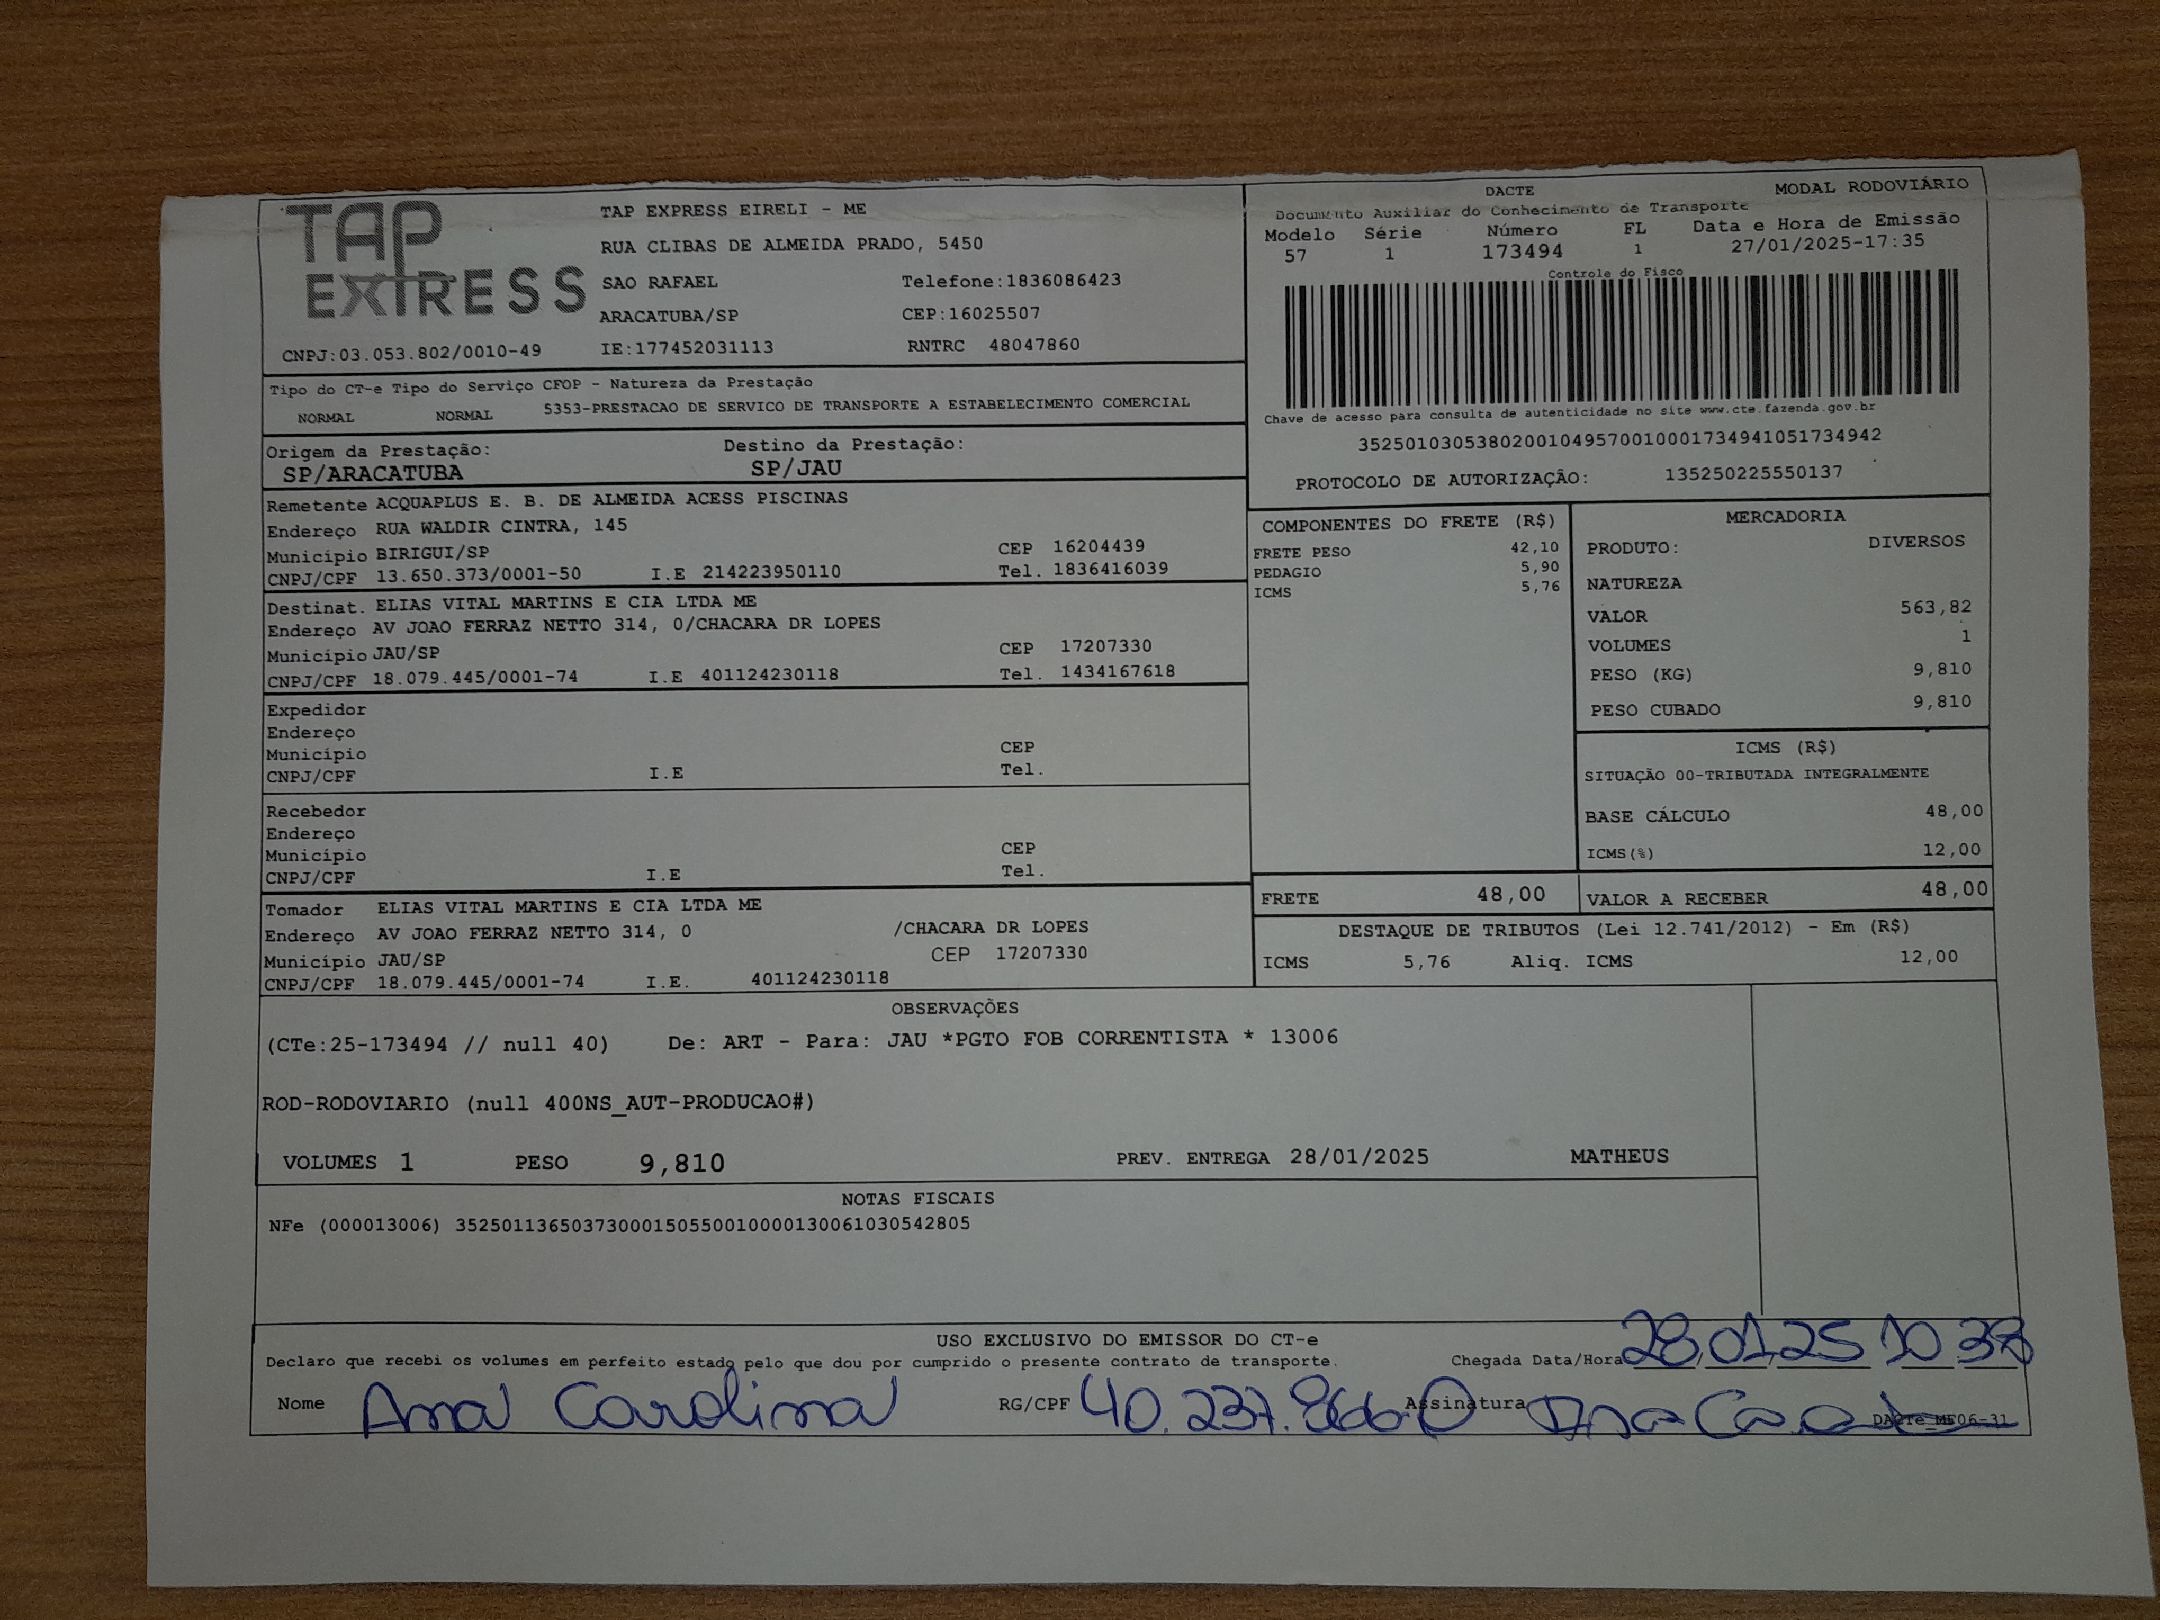 TAP EXPRESS
TAP EXPRESS EIRELI - ME
RUA CLIBAS DE ALMEIDA PRADO, 5450
SAO RAFAEL Telefone:1836086423
ARACATUBA/SP CEP:16025507
CNPJ:03.053.802/0010-49 IE:177452031113 RNTRC 48047860
DACTE MODAL RODOVIÁRIO
Documento Auxiliar do Conhecimento de Transporte
Modelo Série Número FL Data e Hora de Emissão
57 1 173494 1 27/01/2025-17:35
Controle do Fisco
Chave de acesso para consulta de autenticidade no site www.cte.fazenda.gov.br
35250103053802001049570010001734941051734942
PROTOCOLO DE AUTORIZAÇÃO: 135250225550137
Tipo do CT-e Tipo do Serviço CFOP - Natureza da Prestação
NORMAL NORMAL 5353-PRESTACAO DE SERVICO DE TRANSPORTE A ESTABELECIMENTO COMERCIAL
Origem da Prestação: Destino da Prestação:
SP/ARACATUBA SP/JAU
Remetente ACQUAPLUS E. B. DE ALMEIDA ACESS PISCINAS
Endereço RUA WALDIR CINTRA, 145
Município BIRIGUI/SP CEP 16204439
CNPJ/CPF 13.650.373/0001-50 I.E 214223950110 Tel. 1836416039
Destinat. ELIAS VITAL MARTINS E CIA LTDA ME
Endereço AV JOAO FERRAZ NETTO 314, 0/CHACARA DR LOPES
Município JAU/SP CEP 17207330
CNPJ/CPF 18.079.445/0001-74 I.E 401124230118 Tel. 1434167618
Expedidor
Endereço
Município CEP
CNPJ/CPF I.E Tel.
Recebedor
Endereço
Município CEP
CNPJ/CPF I.E Tel.
Tomador ELIAS VITAL MARTINS E CIA LTDA ME
Endereço AV JOAO FERRAZ NETTO 314, 0 /CHACARA DR LOPES
Município JAU/SP CEP 17207330
CNPJ/CPF 18.079.445/0001-74 I.E. 401124230118
COMPONENTES DO FRETE (R$)
FRETE PESO 42,10
PEDAGIO 5,90
ICMS 5,76
MERCADORIA
PRODUTO: DIVERSOS
NATUREZA
VALOR 563,82
VOLUMES 1
PESO (KG) 9,810
PESO CUBADO 9,810
ICMS (R$)
SITUAÇÃO 00-TRIBUTADA INTEGRALMENTE
BASE CÁLCULO 48,00
ICMS(%) 12,00
FRETE 48,00 VALOR A RECEBER 48,00
DESTAQUE DE TRIBUTOS (Lei 12.741/2012) - Em (R$)
ICMS 5,76 Aliq. ICMS 12,00
OBSERVAÇÕES
(CTe:25-173494 // null 40) De: ART - Para: JAU *PGTO FOB CORRENTISTA * 13006
ROD-RODOVIARIO (null 400NS_AUT-PRODUCAO#)
VOLUMES 1 PESO 9,810 PREV. ENTREGA 28/01/2025 MATHEUS
NOTAS FISCAIS
NFe (000013006) 35250113650373000150550010000130061030542805
USO EXCLUSIVO DO EMISSOR DO CT-e
Declaro que recebi os volumes em perfeito estado pelo que dou por cumprido o presente contrato de transporte. Chegada Data/Hora 28/01/25 10
Nome Ana Carolina RG/CPF Assinatura Ana
DACTe_ME06-31